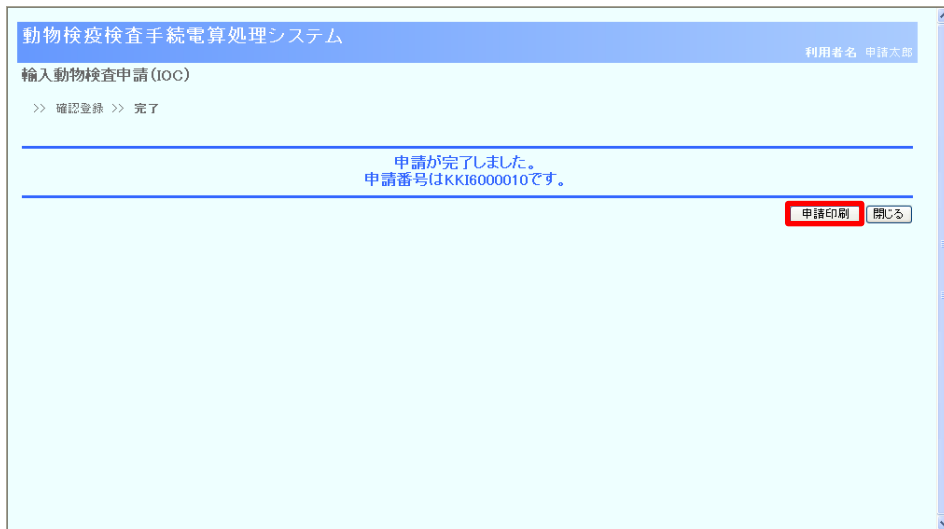 動物検疫検査手続電算処理システム
利用者名 申請太郎
輸入動物検査申請(IOC)
>> 確認登録 >> 完了
申請が完了しました。
申請番号はKKI6000010です。
申請印刷 閉じる